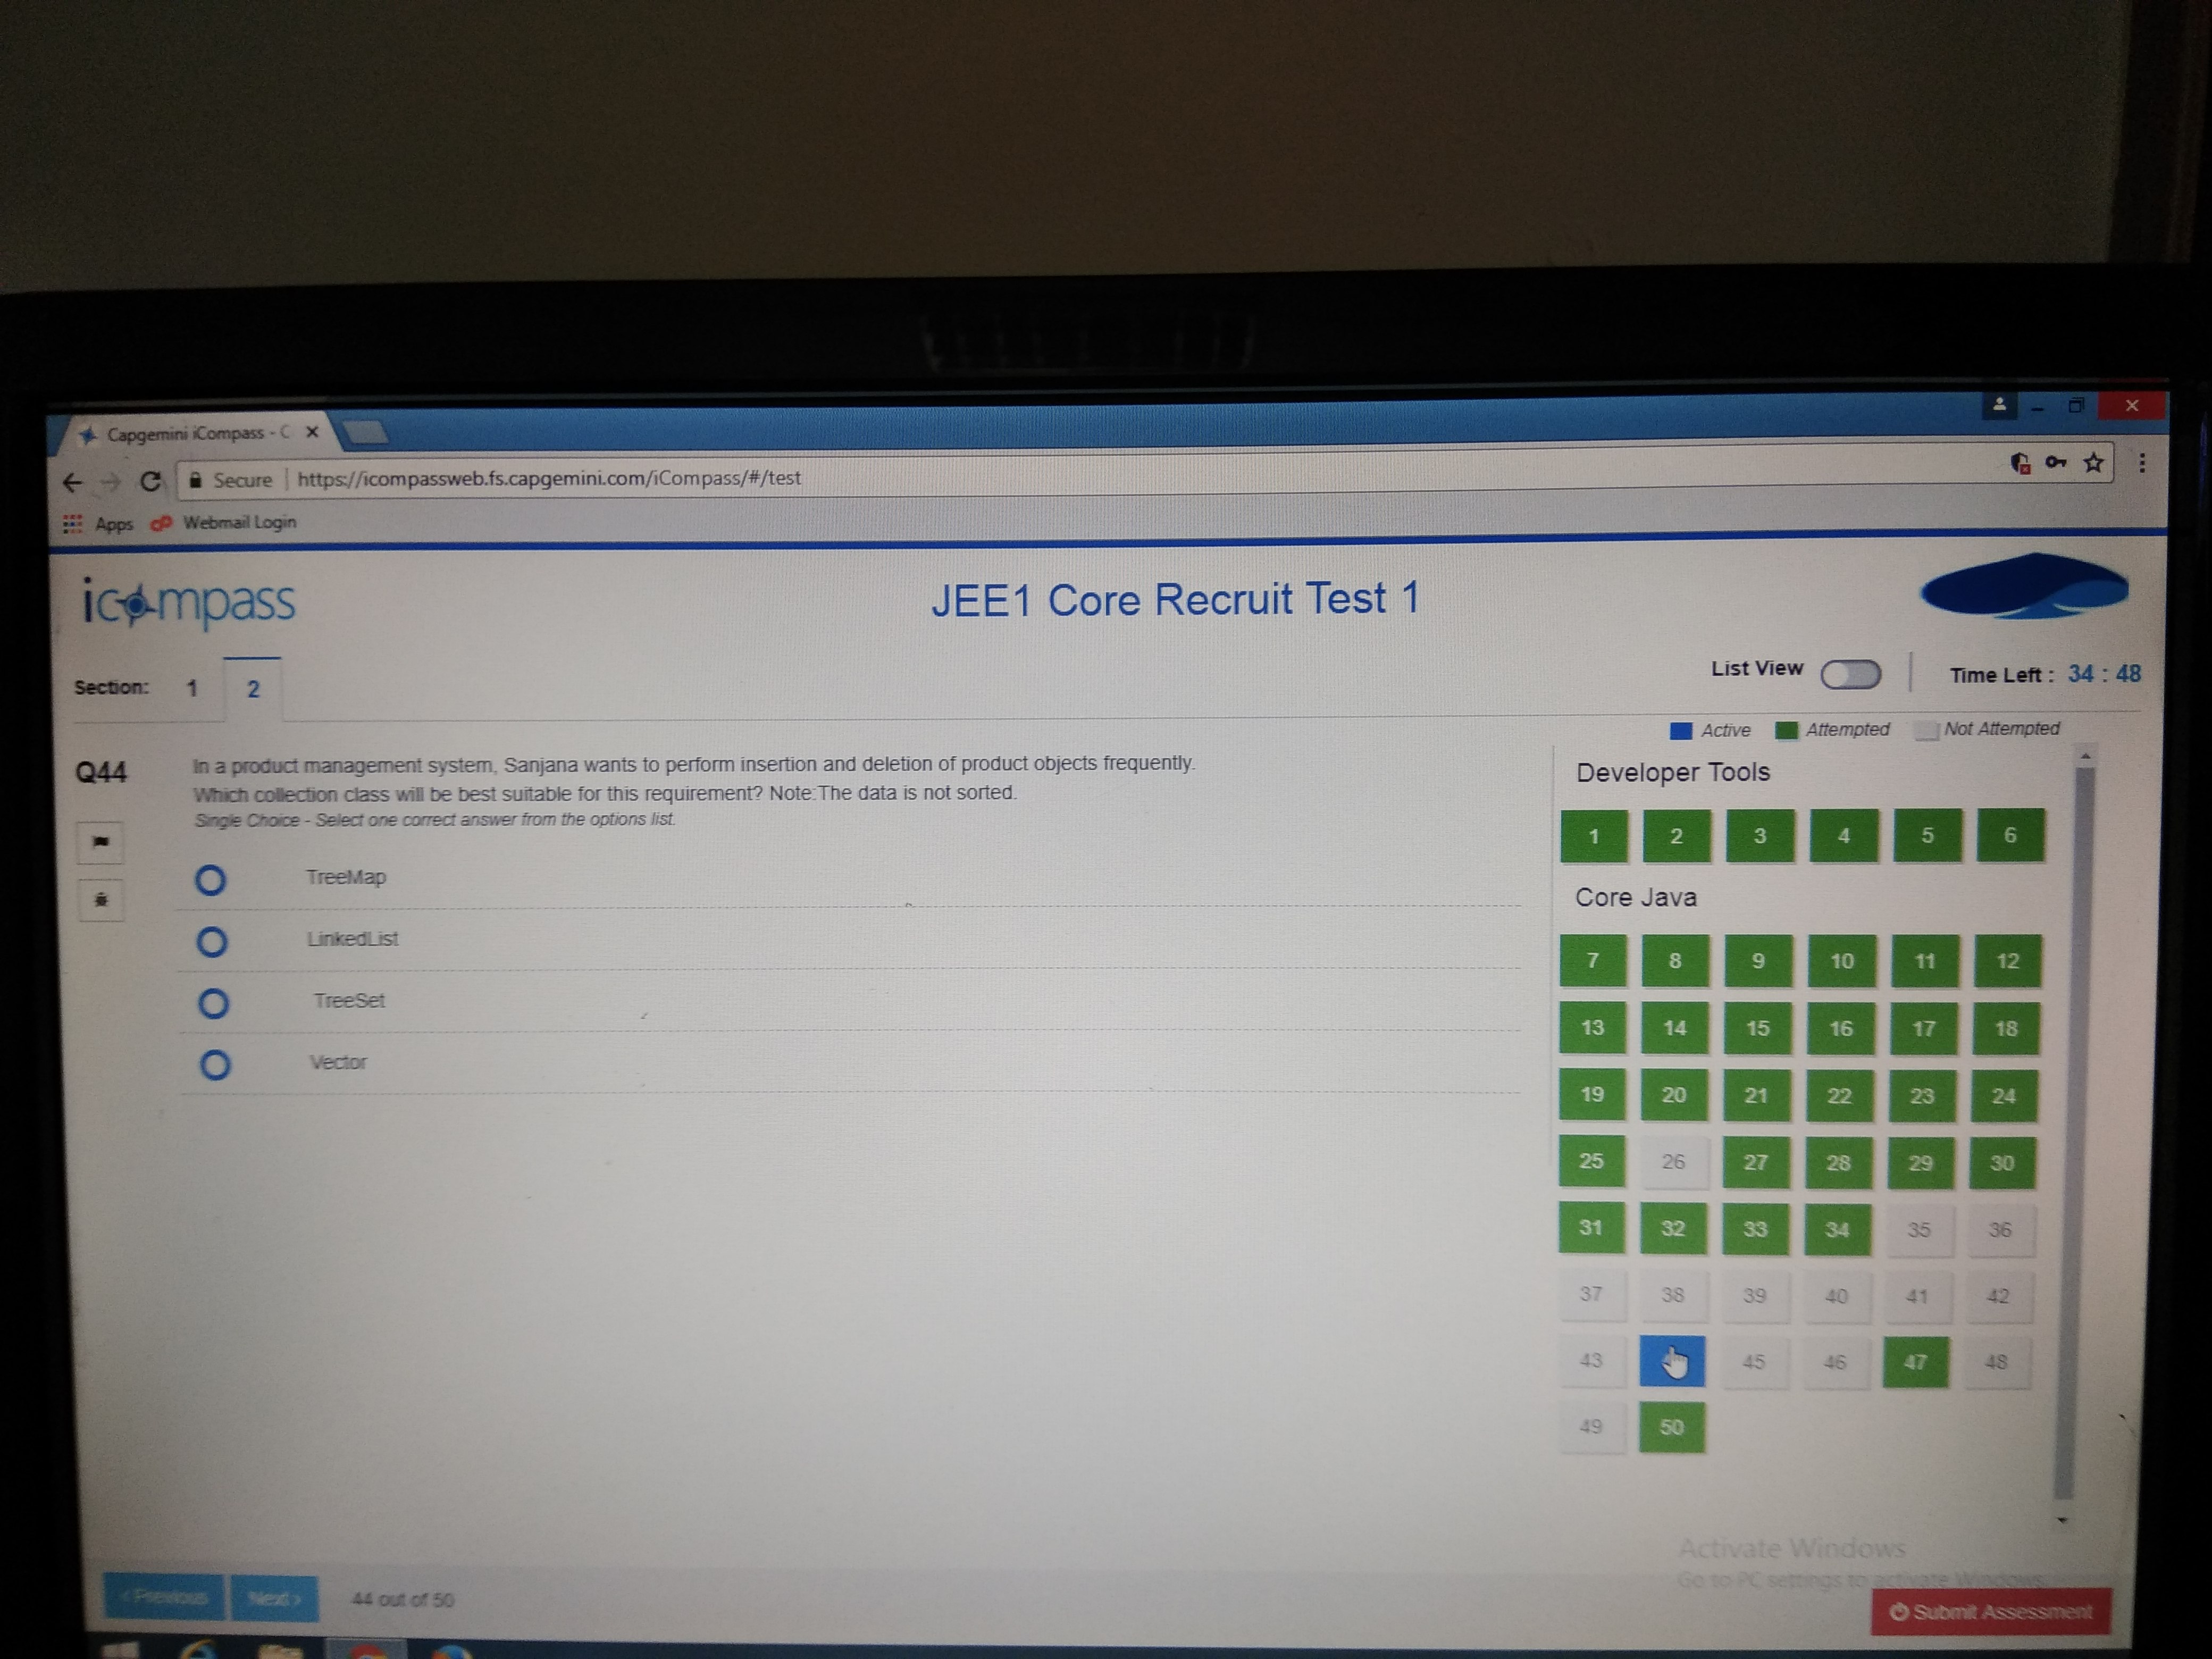 Capgemini iCompass - C
Secure https://icompassweb.fs.capgemini.com/iCompass/#/test
Apps Webmail Login
icompass
JEE1 Core Recruit Test 1
Section: 1 2
List View
Time Left : 34 : 48
Active Attempted Not Attempted
Q44
In a product management system, Sanjana wants to perform insertion and deletion of product objects frequently.
Which collection class will be best suitable for this requirement? Note:The data is not sorted.
Single Choice - Select one correct answer from the options list.
TreeMap
LinkedList
TreeSet
Vector
Developer Tools
1 2 3 4 5 6
Core Java
7 8 9 10 11 12
13 14 15 16 17 18
19 20 21 22 23 24
25 26 27 28 29 30
31 32 33 34 35 36
37 38 39 40 41 42
43 45 46 47 48
49 50
Activate Windows
Go to PC settings to activate Windows.
< Previous Next > 44 out of 50
Submit Assessment